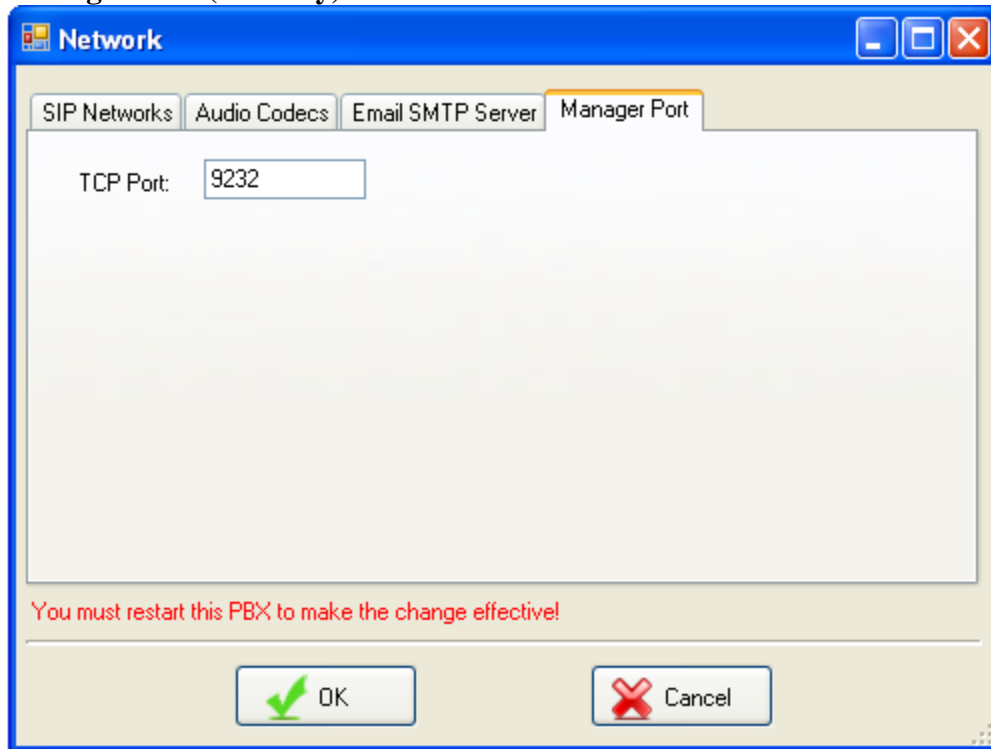 Network
SIP Networks Audio Codecs Email SMTP Server Manager Port
TCP Port: 9232
You must restart this PBX to make the change effective!
OK Cancel